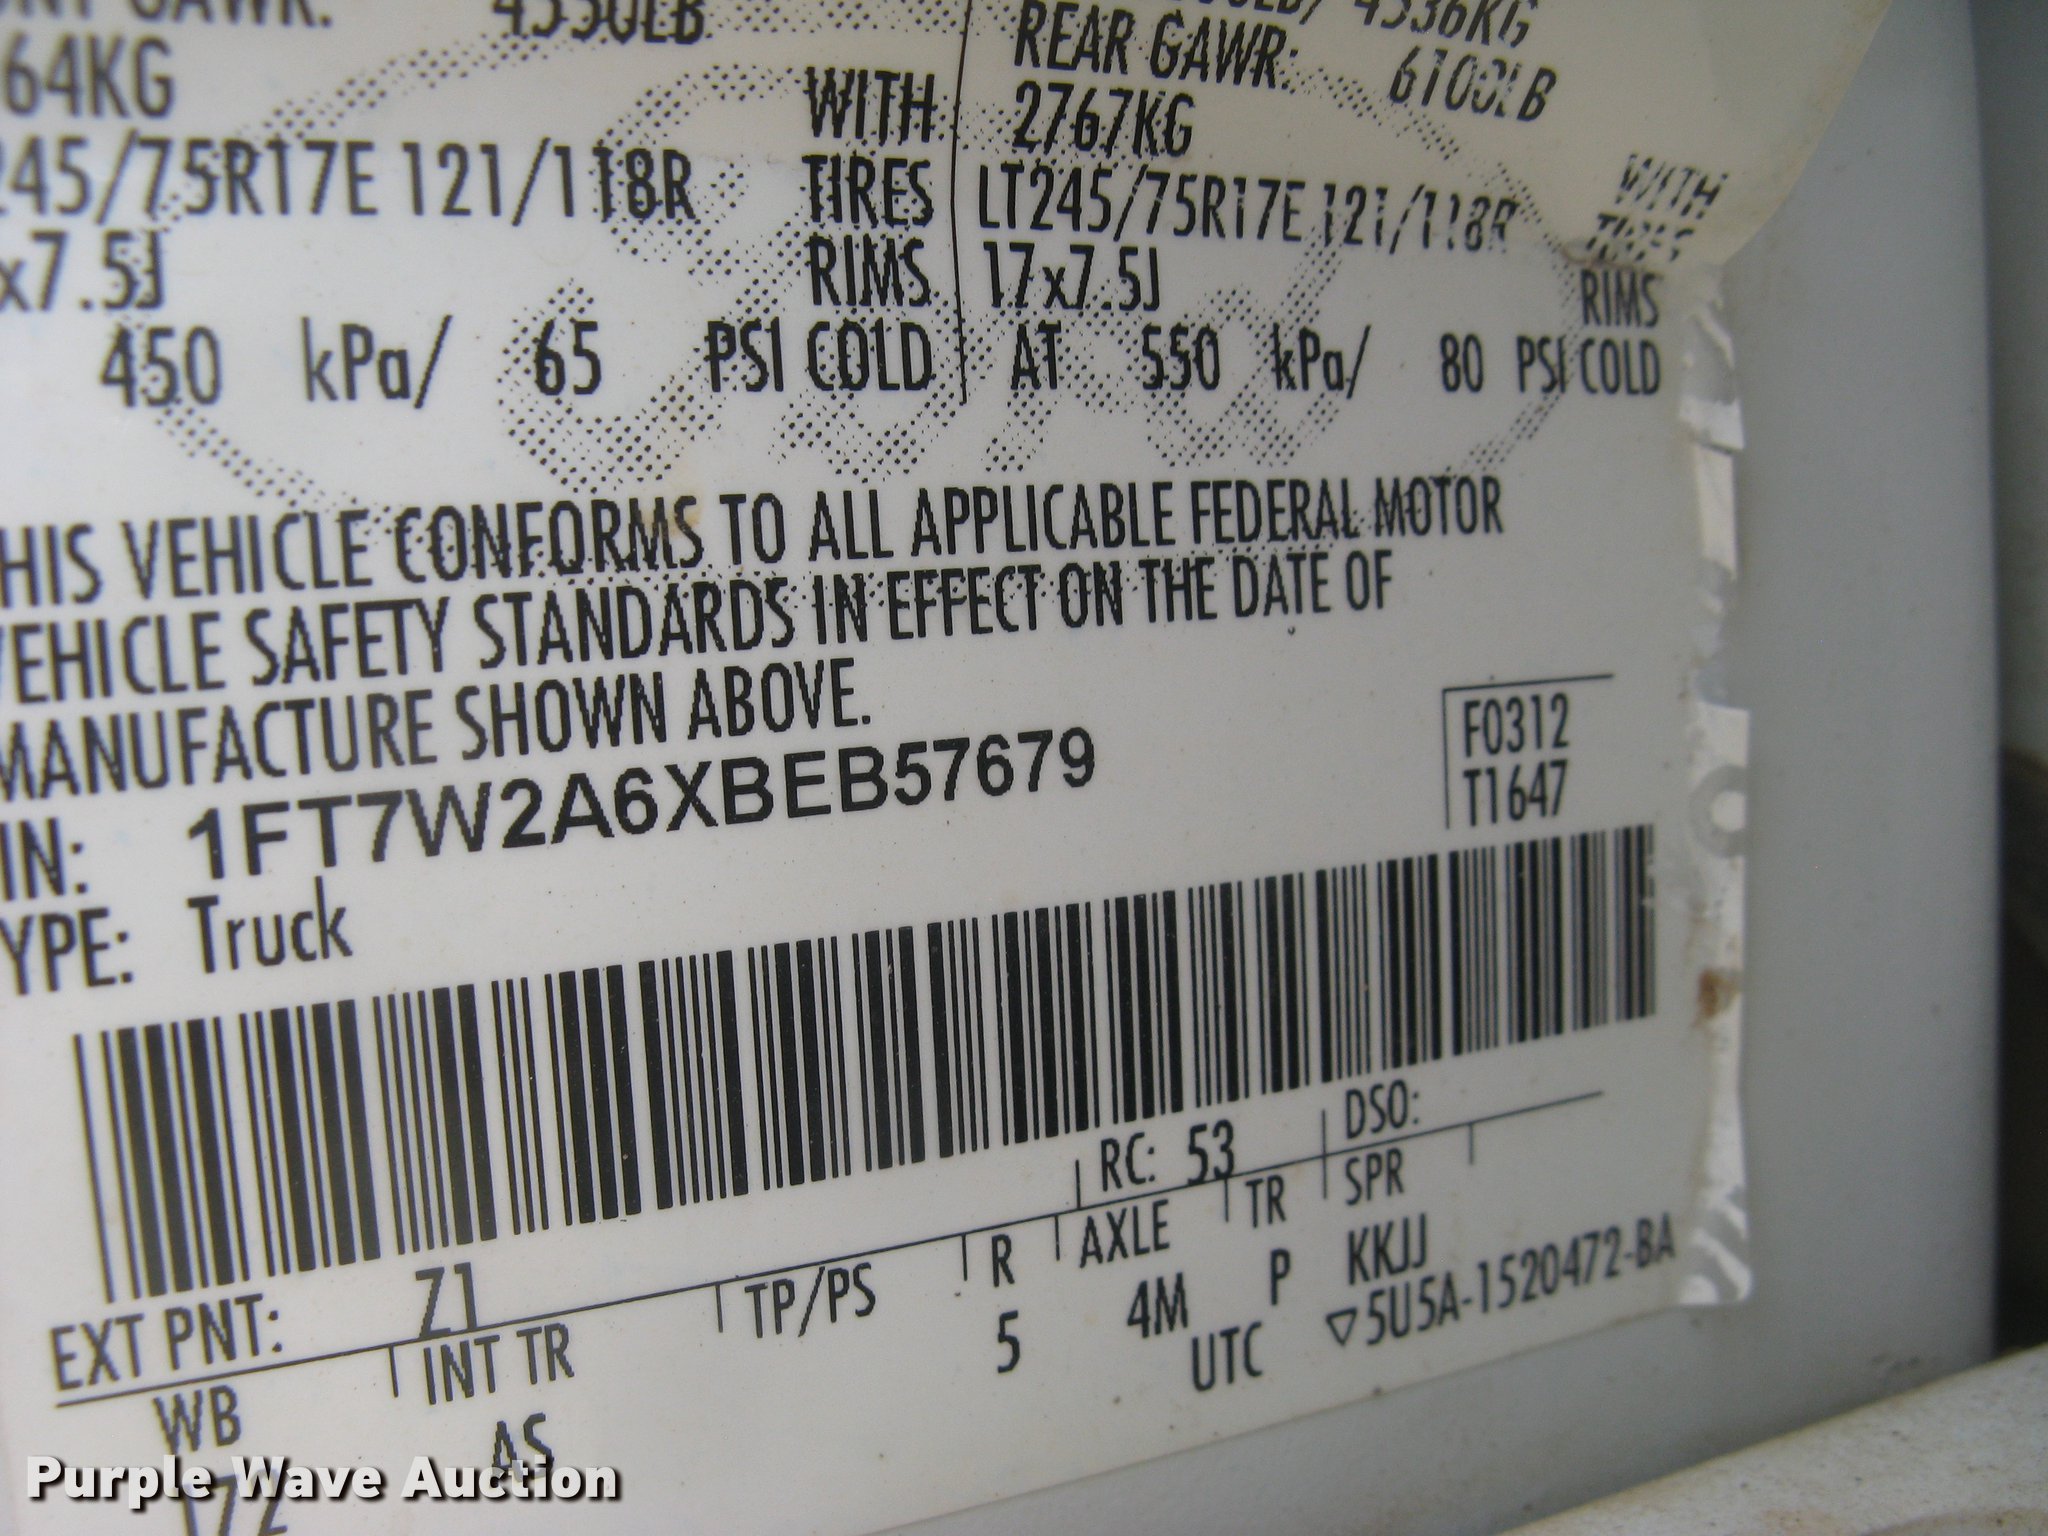 GAWR: 4550LB 4536KG
REAR GAWR: 6100LB
64KG WITH 2767KG WITH
245/75R17E 121/118R TIRES LT245/75R17E 121/118R TIRES
x7.5J RIMS 17x7.5J RIMS
450 kPa/ 65 PSI COLD AT 550 kPa/ 80 PSI COLD
HIS VEHICLE CONFORMS TO ALL APPLICABLE FEDERAL MOTOR
VEHICLE SAFETY STANDARDS IN EFFECT ON THE DATE OF
MANUFACTURE SHOWN ABOVE.
IN: 1FT7W2A6XBEB57679
F0312
T1647
YPE: Truck
EXT PNT: Z1 RC: 53 DSO:
WB INT TR TP/PS R AXLE TR SPR
172 AS 5 4M P KKJJ
UTC ▽5U5A-1520472-BA
Purple Wave Auction